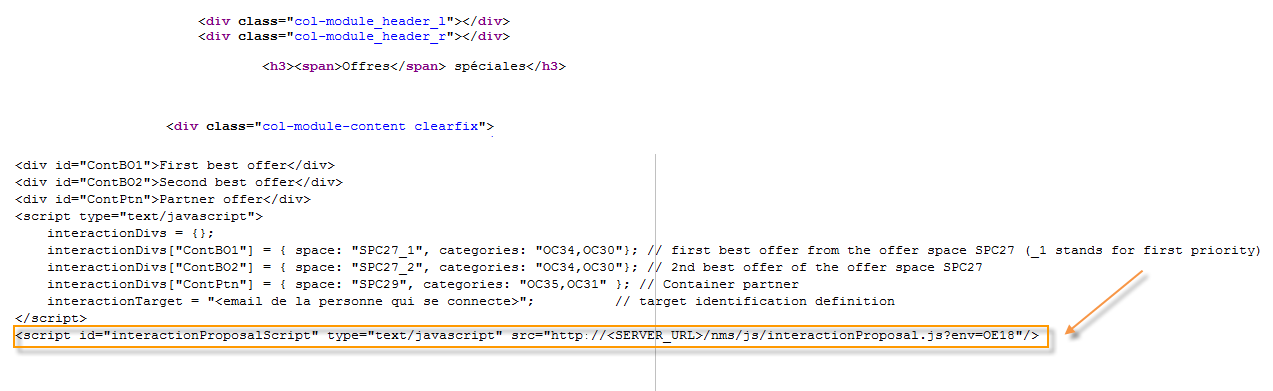 <div class="col-module_header_l"></div>
<div class="col-module_header_r"></div>
<h3><span>Offres</span> spéciales</h3>
<div class="col-module-content clearfix">
<div id="ContBO1">First best offer</div>
<div id="ContBO2">Second best offer</div>
<div id="ContPtn">Partner offer</div>
<script type="text/javascript">
interactionDivs = {};
interactionDivs["ContBO1"] = { space: "SPC27_1", categories: "OC34,OC30"}; // first best offer from the offer space SPC27 (_1 stands for first priority)
interactionDivs["ContBO2"] = { space: "SPC27_2", categories: "OC34,OC30"}; // 2nd best offer of the offer space SPC27
interactionDivs["ContPtn"] = { space: "SPC29", categories: "OC35,OC31" }; // Container partner
interactionTarget = "<email de la personne qui se connecte>"; // target identification definition
</script>
<script id="interactionProposalScript" type="text/javascript" src="http://<SERVER_URL>/nms/js/interactionProposal.js?env=OE18"/>